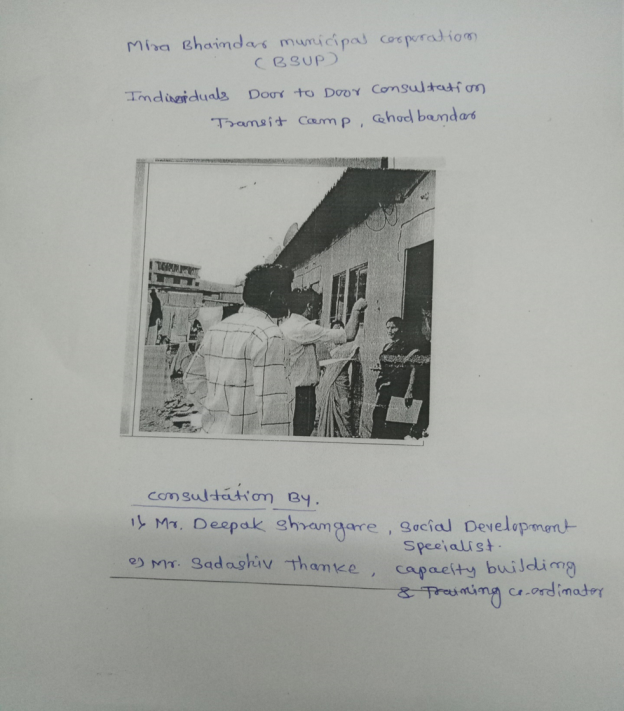 Mira Bhaindar municipal corporation
(BSUP)
Individuals Door to Door Consultation
Transit Camp, Ghodbandar
Consultation By.
1) Mr. Deepak Shrangare, Social Development
Specialist.
2) Mr. Sadashiv Thanke, capacity building
& Training co-ordinator